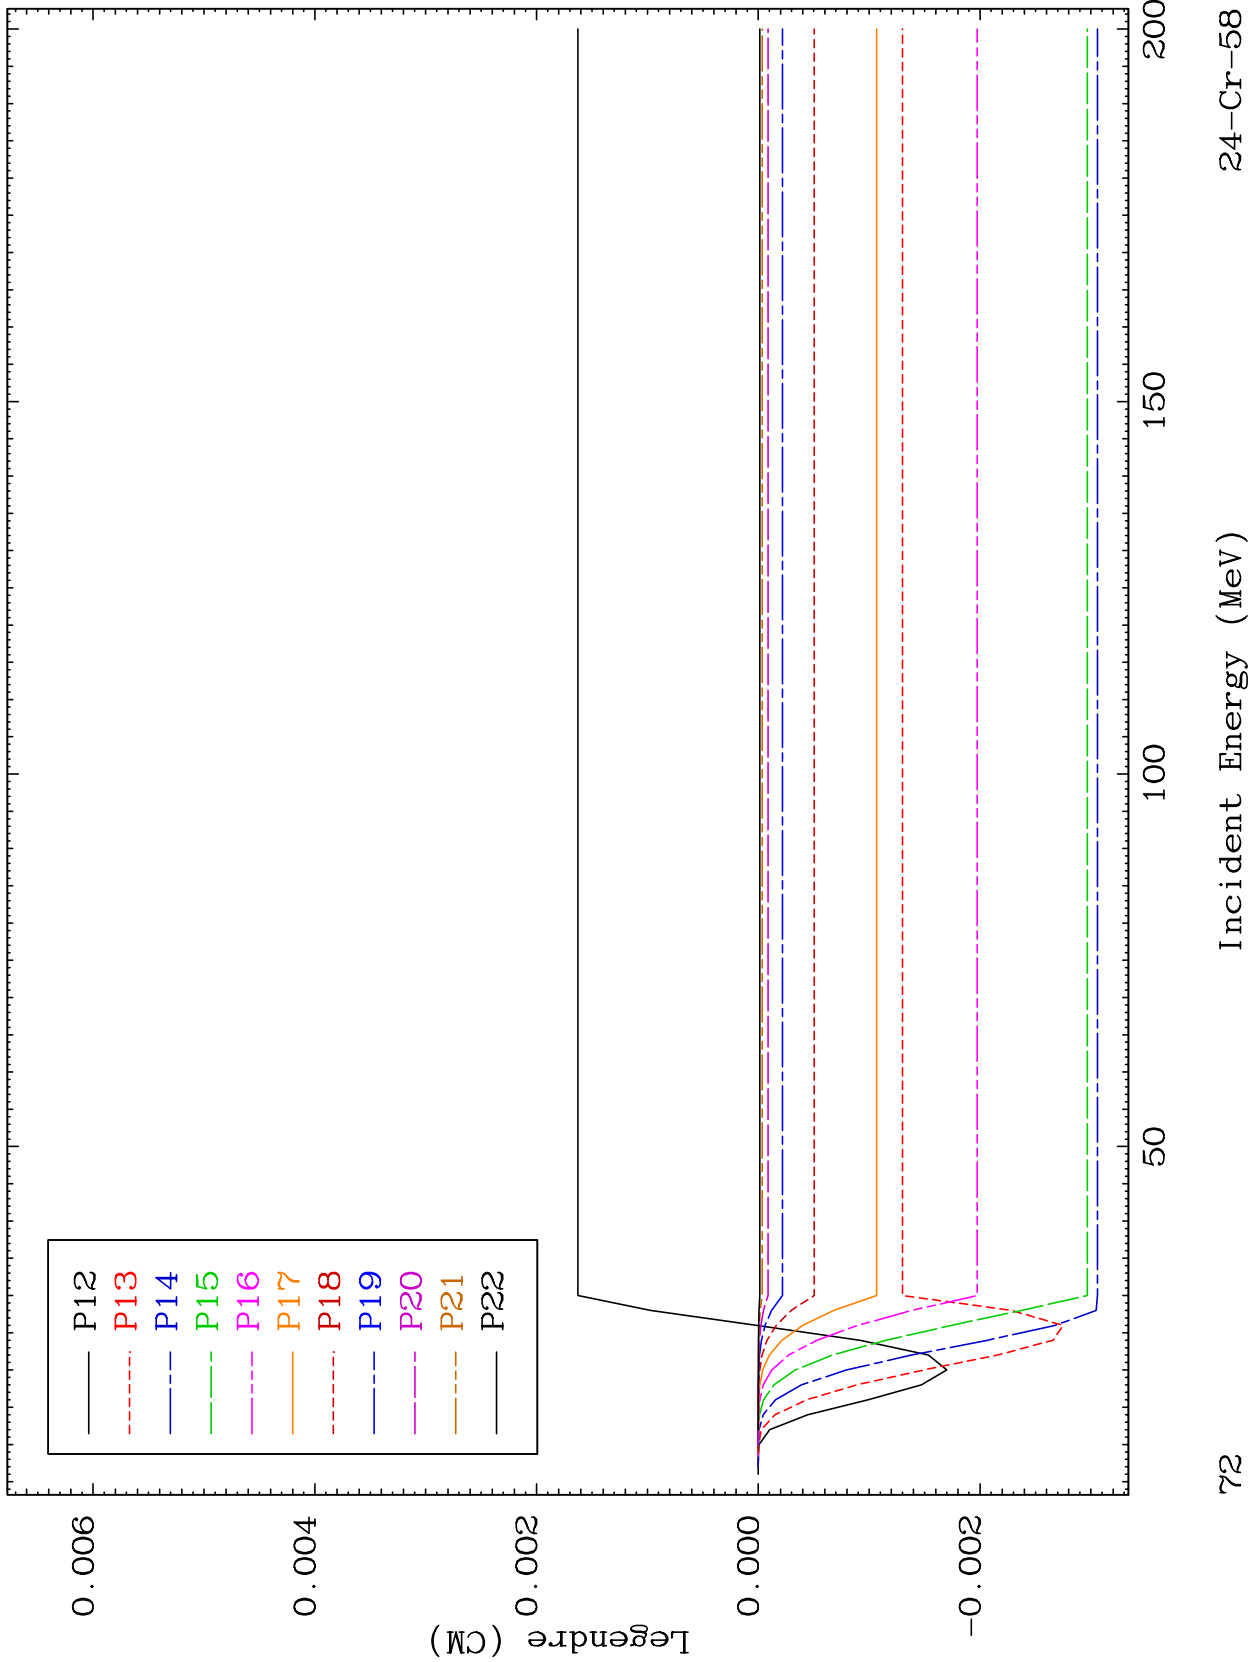 Legendre (CM)
0.006
0.004
0.002
0.000
-0.002
P12
P13
P14
P15
P16
P17
P18
P19
P20
P21
P22
50
100
150
200
Incident Energy (MeV)
72
24-Cr-58